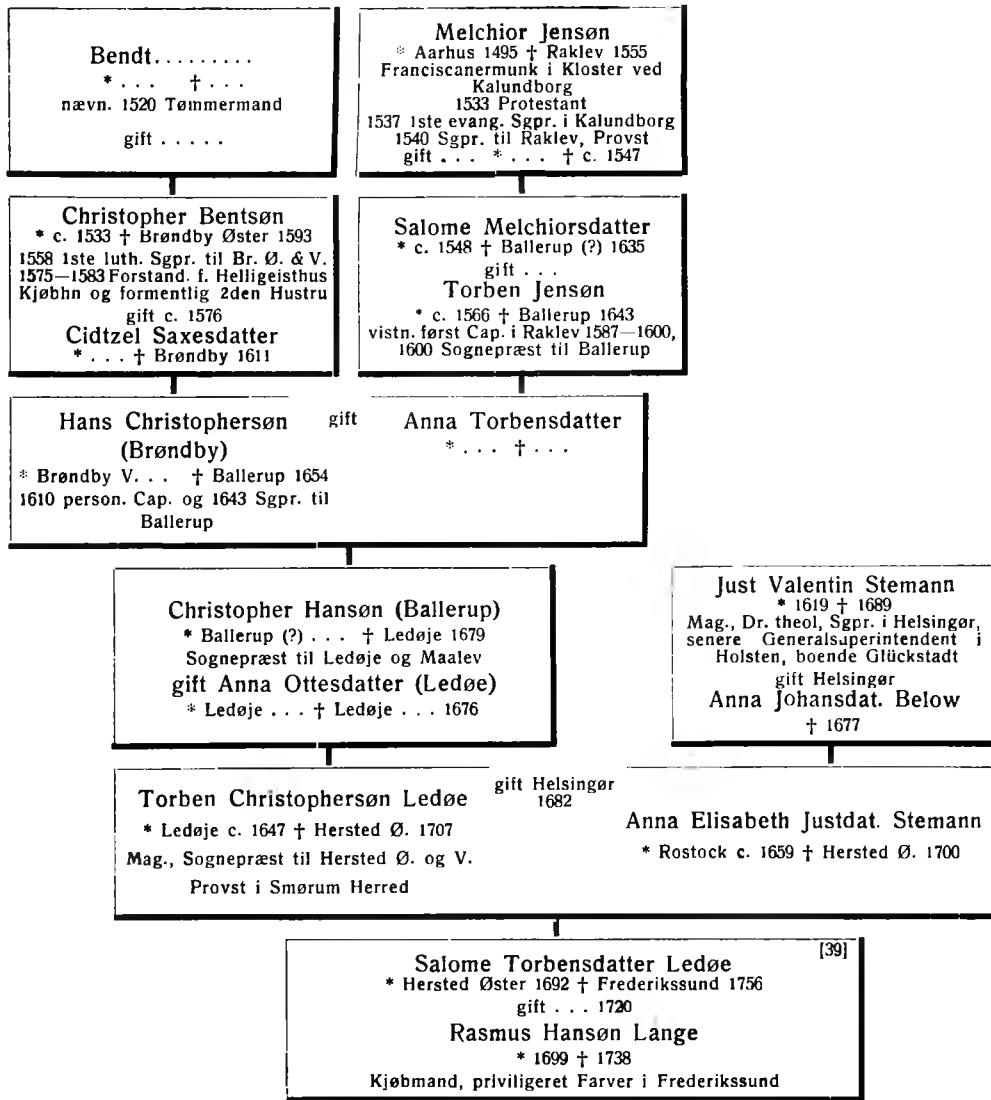 Bendt.........
* . . . † . . .
nævn. 1520 Tømmermand
gift . . . . .
Melchior Jensøn
* Aarhus 1495 † Raklev 1555
Franciscanermunk i Kloster ved
Kalundborg
1533 Protestant
1537 1ste evang. Sgpr. i Kalundborg
1540 Sgpr. til Raklev, Provst
gift . . . * . . . † c. 1547
Christopher Bentsøn
* c. 1533 † Brøndby Øster 1593
1558 1ste luth. Sgpr. til Br. Ø. & V.
1575—1583 Forstand. f. Helligeisthus
Kjøbhn og formentlig 2den Hustru
gift c. 1576
Cidtzel Saxesdatter
* . . . † Brøndby 1611
Salome Melchiorsdatter
* c. 1548 † Ballerup (?) 1635
gift . . .
Torben Jensøn
* c. 1566 † Ballerup 1643
vistn. først Cap. i Raklev 1587—1600,
1600 Sognepræst til Ballerup
Hans Christophersøn
(Brøndby)
* Brøndby V. . . † Ballerup 1654
1610 person. Cap. og 1643 Sgpr. til
Ballerup
gift
Anna Torbensdatter
* . . . † . . .
Christopher Hansøn (Ballerup)
* Ballerup (?) . . . † Ledøje 1679
Sognepræst til Ledøje og Maalev
gift Anna Ottesdatter (Ledøe)
* Ledøje . . . † Ledøje . . . 1676
Just Valentin Stemann
* 1619 † 1689
Mag., Dr. theol, Sgpr. i Helsingør,
senere Generalsuperintendent i
Holsten, boende Glückstadt
gift Helsingør
Anna Johansdat. Below
† 1677
Torben Christophersøn Ledøe
* Ledøje c. 1647 † Hersted Ø. 1707
Mag., Sognepræst til Hersted Ø. og V.
Provst i Smørum Herred
gift Helsingør
1682
Anna Elisabeth Justdat. Stemann
* Rostock c. 1659 † Hersted Ø. 1700
[39]
Salome Torbensdatter Ledøe
* Hersted Øster 1692 † Frederikssund 1756
gift . . . 1720
Rasmus Hansøn Lange
* 1699 † 1738
Kjøbmand, priviligeret Farver i Frederikssund